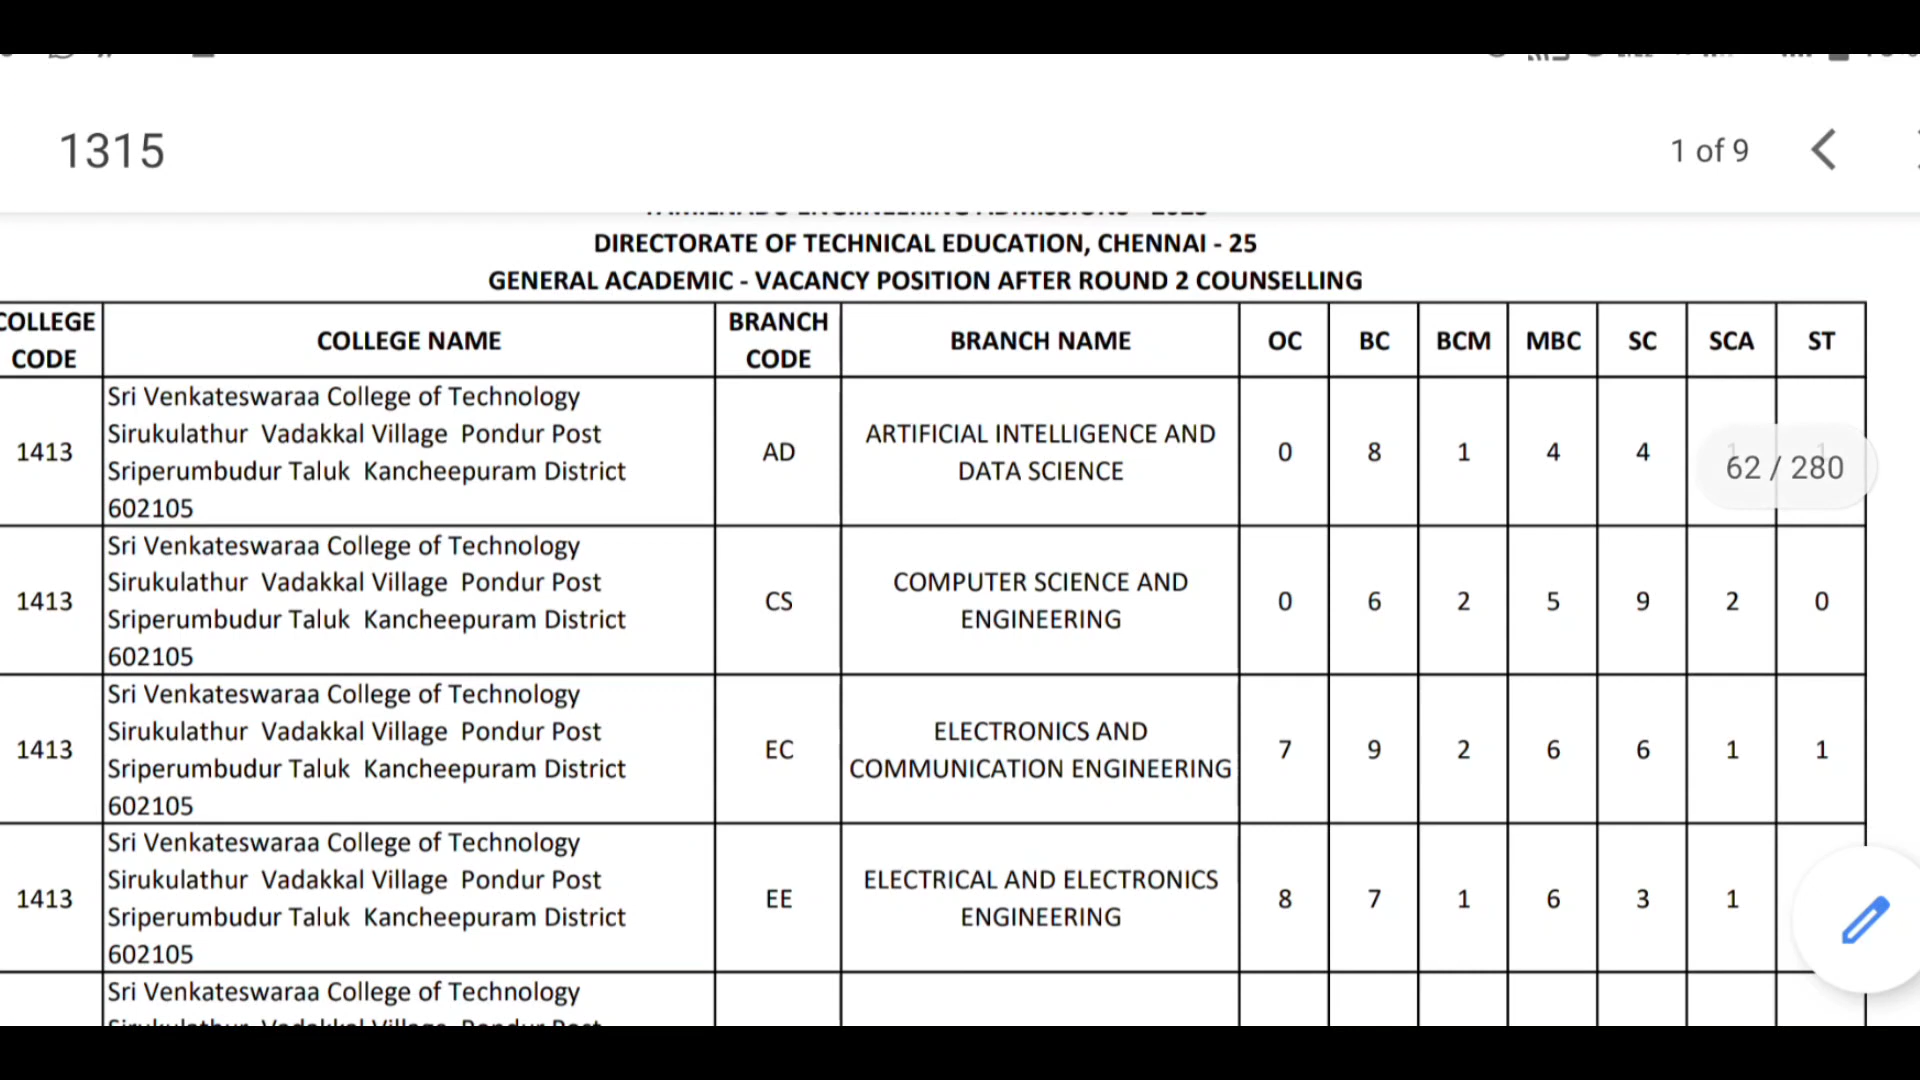 1315
1 of 9
DIRECTORATE OF TECHNICAL EDUCATION, CHENNAI - 25
GENERAL ACADEMIC - VACANCY POSITION AFTER ROUND 2 COUNSELLING
COLLEGE CODE COLLEGE NAME BRANCH CODE BRANCH NAME OC BC BCM MBC SC SCA ST
Sri Venkateswaraa College of Technology
Sirukulathur Vadakkal Village Pondur Post
Sriperumbudur Taluk Kancheepuram District
602105
1413 AD ARTIFICIAL INTELLIGENCE AND DATA SCIENCE 0 8 1 4 4
62 / 280
Sri Venkateswaraa College of Technology
Sirukulathur Vadakkal Village Pondur Post
Sriperumbudur Taluk Kancheepuram District
602105
1413 CS COMPUTER SCIENCE AND ENGINEERING 0 6 2 5 9 2 0
Sri Venkateswaraa College of Technology
Sirukulathur Vadakkal Village Pondur Post
Sriperumbudur Taluk Kancheepuram District
602105
1413 EC ELECTRONICS AND COMMUNICATION ENGINEERING 7 9 2 6 6 1 1
Sri Venkateswaraa College of Technology
Sirukulathur Vadakkal Village Pondur Post
Sriperumbudur Taluk Kancheepuram District
602105
1413 EE ELECTRICAL AND ELECTRONICS ENGINEERING 8 7 1 6 3 1
Sri Venkateswaraa College of Technology